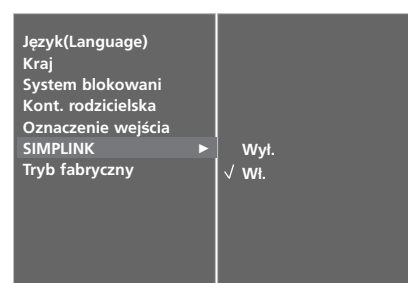 Język(Language)
Kraj
System blokowani
Kont. rodzicielska
Oznaczenie wejścia
SIMPLINK ►
Tryb fabryczny
Wył.
√ Wł.